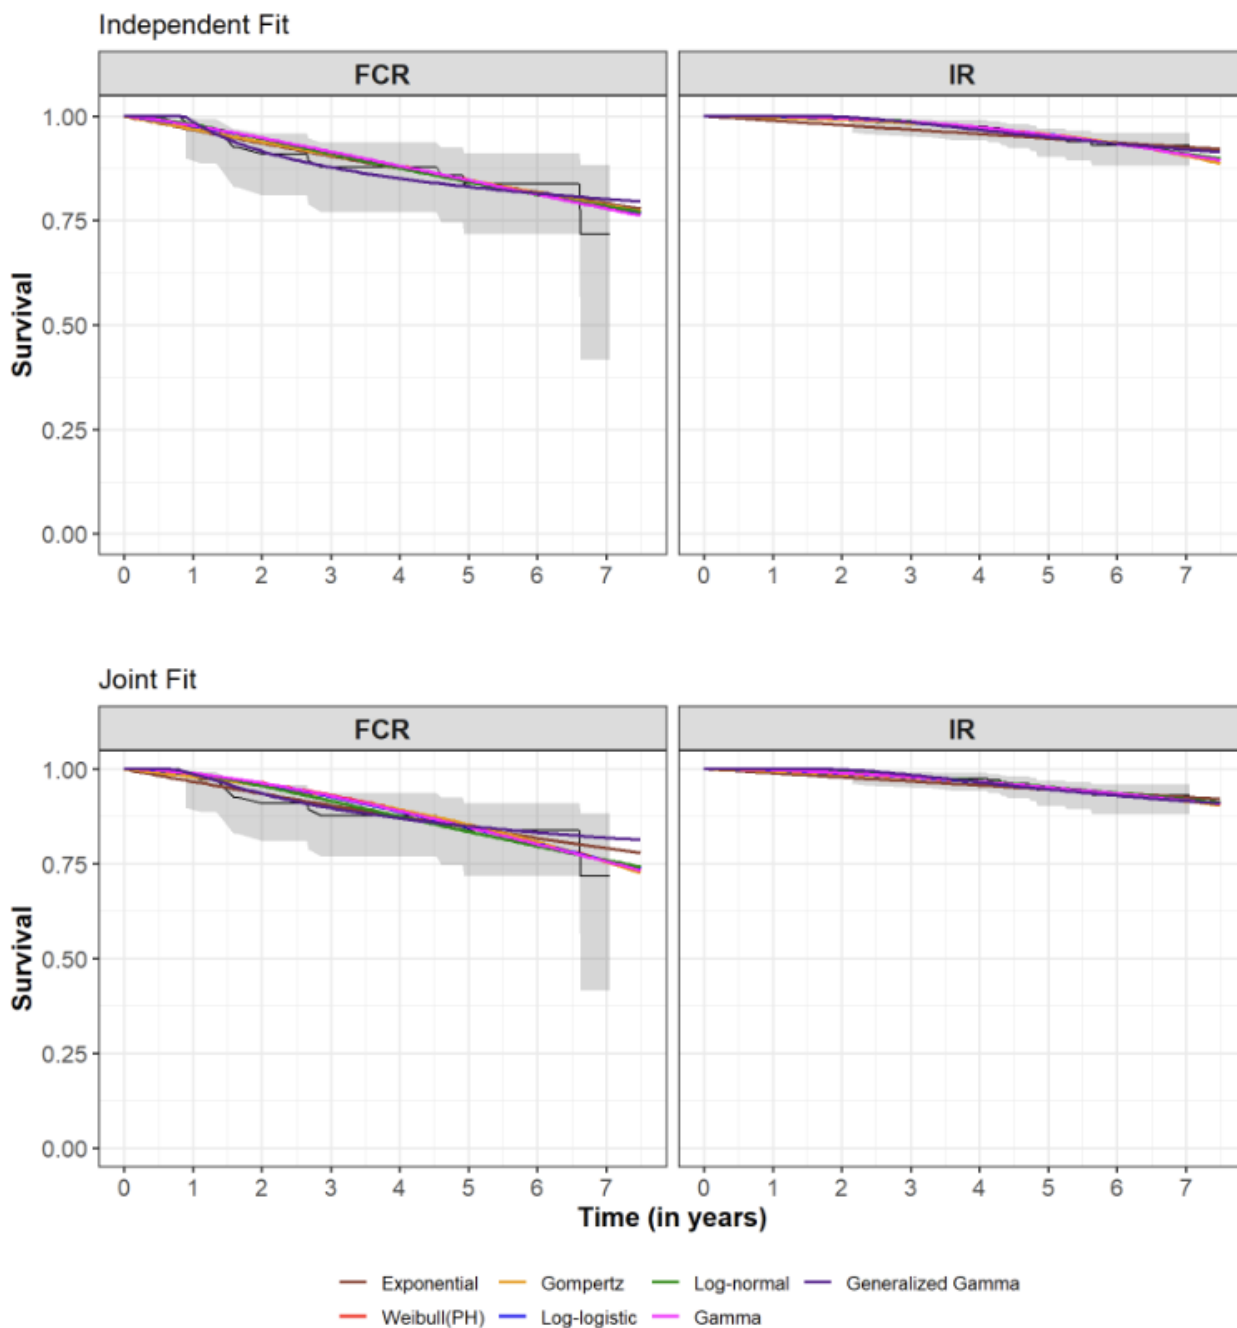 Independent Fit
FCR IR
Survival
1.00
0.75
0.50
0.25
0.00
0 1 2 3 4 5 6 7 0 1 2 3 4 5 6 7
Joint Fit
FCR IR
Survival
1.00
0.75
0.50
0.25
0.00
0 1 2 3 4 5 6 7 0 1 2 3 4 5 6 7
Time (in years)
Exponential Gompertz Log-normal Generalized Gamma
Weibull(PH) Log-logistic Gamma